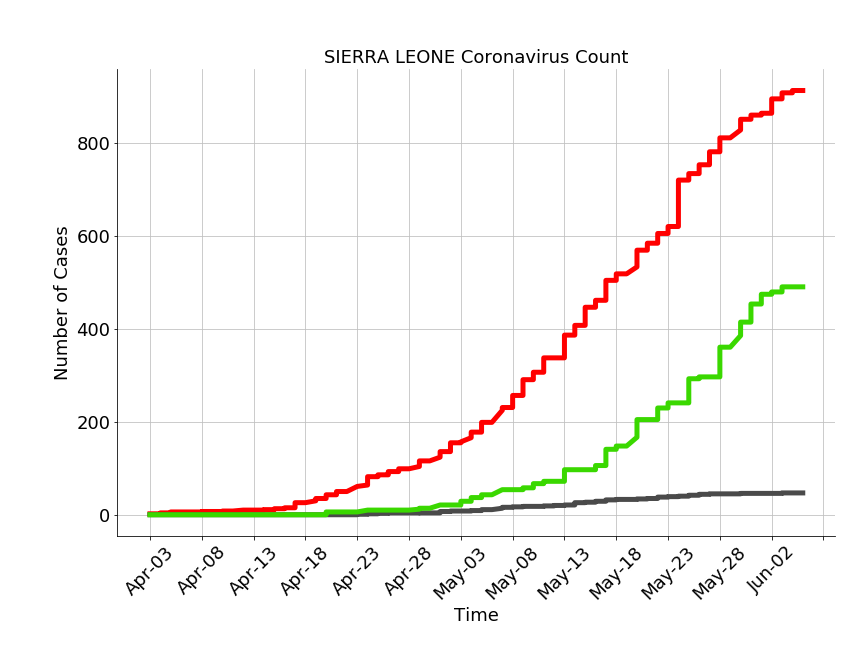 SIERRA LEONE Coronavirus Count
Number of Cases
800
600
400
200
0
Apr-03
Apr-08
Apr-13
Apr-18
Apr-23
Apr-28
May-03
May-08
May-13
May-18
May-23
May-28
Jun-02
Time